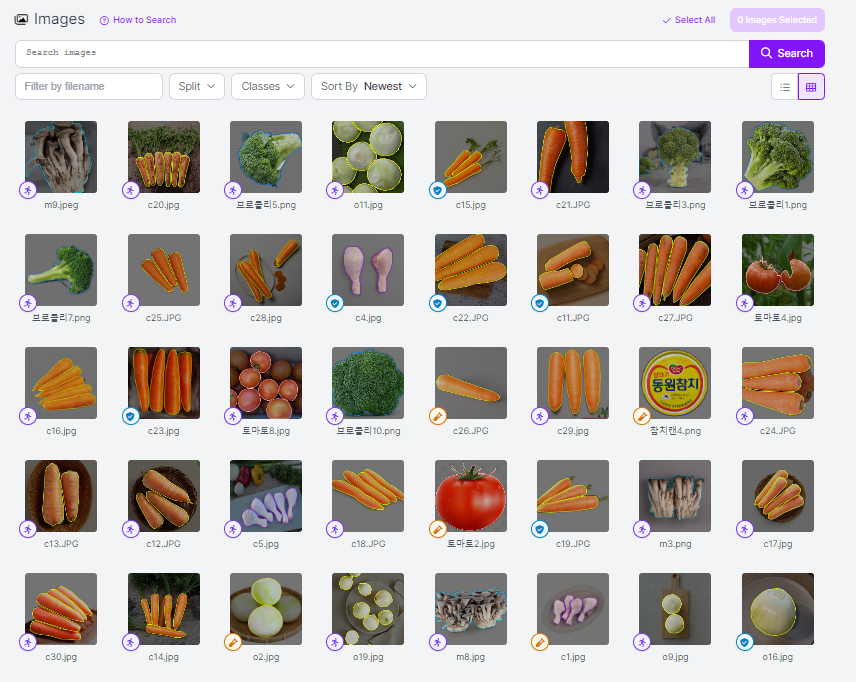 Images
How to Search
Select All
0 Images Selected
Search images
Search
Filter by filename
Split
Classes
Sort By Newest
m9.jpeg
c20.jpg
브로콜리5.png
o11.jpg
c15.jpg
c21.JPG
브로콜리3.png
브로콜리1.png
브로콜리7.png
c25.JPG
c28.jpg
c4.jpg
c22.JPG
c11.JPG
c27.JPG
토마토4.jpg
c16.jpg
c23.jpg
토마토8.jpg
브로콜리10.png
c26.JPG
c29.jpg
동원참치
참치캔4.png
c24.JPG
c13.JPG
c12.JPG
c5.jpg
c18.JPG
토마토2.jpg
c19.JPG
m3.png
c17.jpg
c30.jpg
c14.jpg
o2.jpg
o19.jpg
m8.jpg
c1.jpg
o9.jpg
o16.jpg